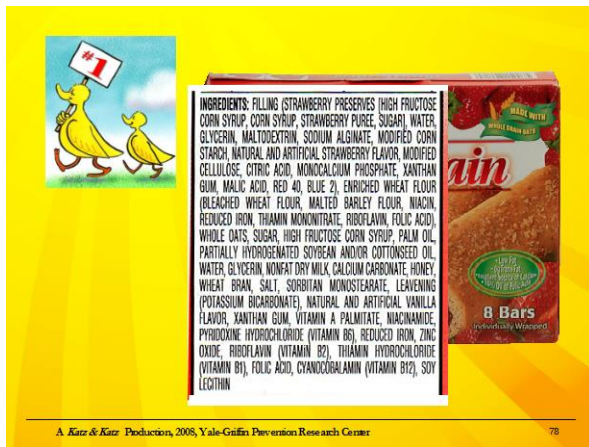 #1
INGREDIENTS: FILLING (STRAWBERRY PRESERVES (HIGH FRUCTOSE
CORN SYRUP, CORN SYRUP, STRAWBERRY PUREE, SUGAR), WATER,
GLYCERIN, MALTODEXTRIN, SODIUM ALGINATE, MODIFIED CORN
STARCH, NATURAL AND ARTIFICIAL STRAWBERRY FLAVOR, MODIFIED
CELLULOSE, CITRIC ACID, MONOCALCIUM PHOSPHATE, XANTHAN
GUM, MALIC ACID, RED 40, BLUE 2), ENRICHED WHEAT FLOUR
(BLEACHED WHEAT FLOUR, MALTED BARLEY FLOUR, NIACIN,
REDUCED IRON, THIAMIN MONONITRATE, RIBOFLAVIN, FOLIC ACID),
WHOLE OATS, SUGAR, HIGH FRUCTOSE CORN SYRUP, PALM OIL,
PARTIALLY HYDROGENATED SOYBEAN AND/OR COTTONSEED OIL,
WATER, GLYCERIN, NONFAT DRY MILK, CALCIUM CARBONATE, HONEY,
WHEAT BRAN, SALT, SORBITAN MONOSTEARATE, LEAVENING
(POTASSIUM BICARBONATE), NATURAL AND ARTIFICIAL VANILLA
FLAVOR, XANTHAN GUM, VITAMIN A PALMITATE, NIACINAMIDE,
PYRIDOXINE HYDROCHLORIDE (VITAMIN B6), REDUCED IRON, ZINC
OXIDE, RIBOFLAVIN (VITAMIN B2), THIAMIN HYDROCHLORIDE
(VITAMIN B1), FOLIC ACID, CYANOCOBALAMIN (VITAMIN B12), SOY
LECITHIN
MADE WITH
WHOLE GRAIN OATS
ain
Low Fat
8 Bars
Individually Wrapped
A Katz & Katz Production, 2008, Yale-Griffin Prevention Research Center
78